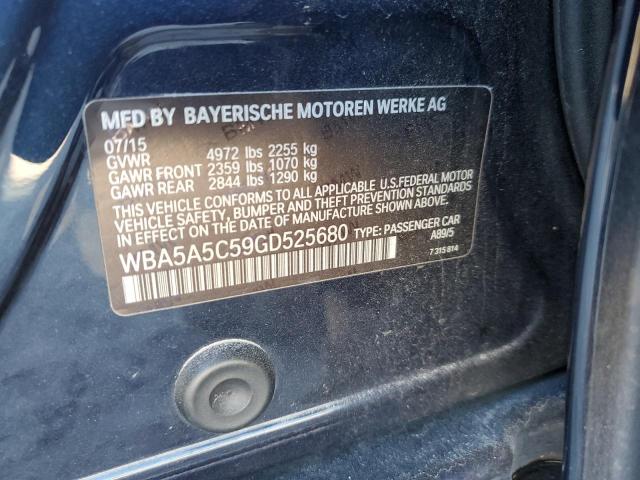 MFD BY BAYERISCHE MOTOREN WERKE AG
07/15
GVWR 4972 lbs 2255 kg
GAWR FRONT 2359 lbs 1070 kg
GAWR REAR 2844 lbs 1290 kg
THIS VEHICLE CONFORMS TO ALL APPLICABLE U.S.FEDERAL MOTOR
VEHICLE SAFETY, BUMPER AND THEFT PREVENTION STANDARDS
IN EFFECT ON THE DATE OF MANUFACTURE SHOWN ABOVE.
WBA5A5C59GD525680 TYPE: PASSENGER CAR
A89/5
7 315 814